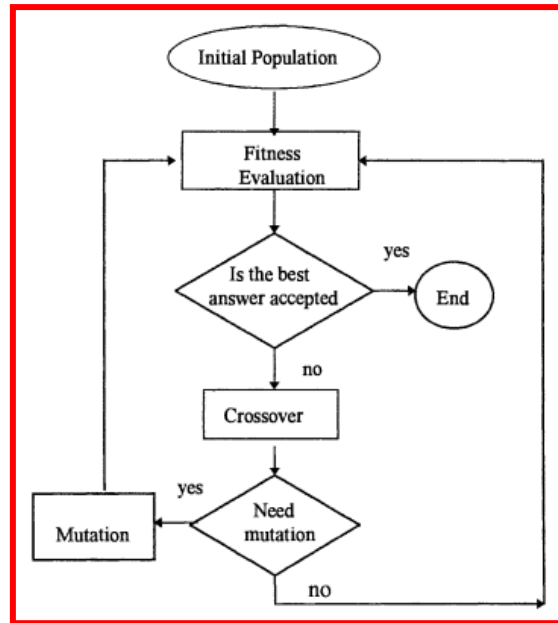 Initial Population
Fitness
Evaluation
Is the best
answer accepted
yes
End
no
Crossover
Need
mutation
yes
Mutation
no